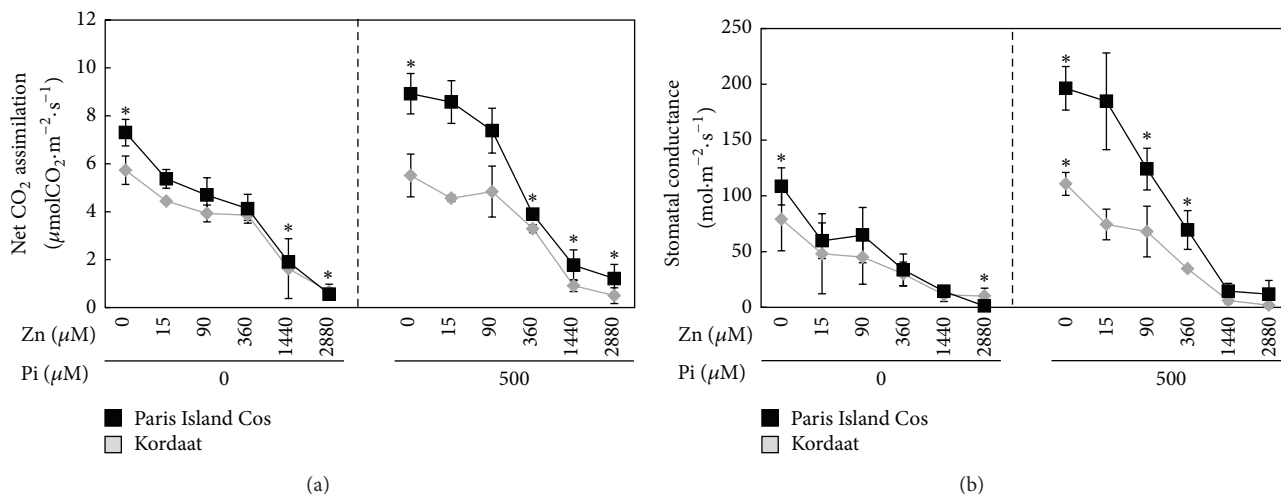 12
10
8
6
4
2
0
Net CO₂ assimilation
(μmolCO₂·m⁻²·s⁻¹)
* * * * * * *
Zn (μM) 0 15 90 360 1440 2880 0 15 90 360 1440 2880
Pi (μM) 0 500
Paris Island Cos
Kordaat
(a)
250
200
150
100
50
0
Stomatal conductance
(mol·m⁻²·s⁻¹)
* * * * * *
Zn (μM) 0 15 90 360 1440 2880 0 15 90 360 1440 2880
Pi (μM) 0 500
Paris Island Cos
Kordaat
(b)